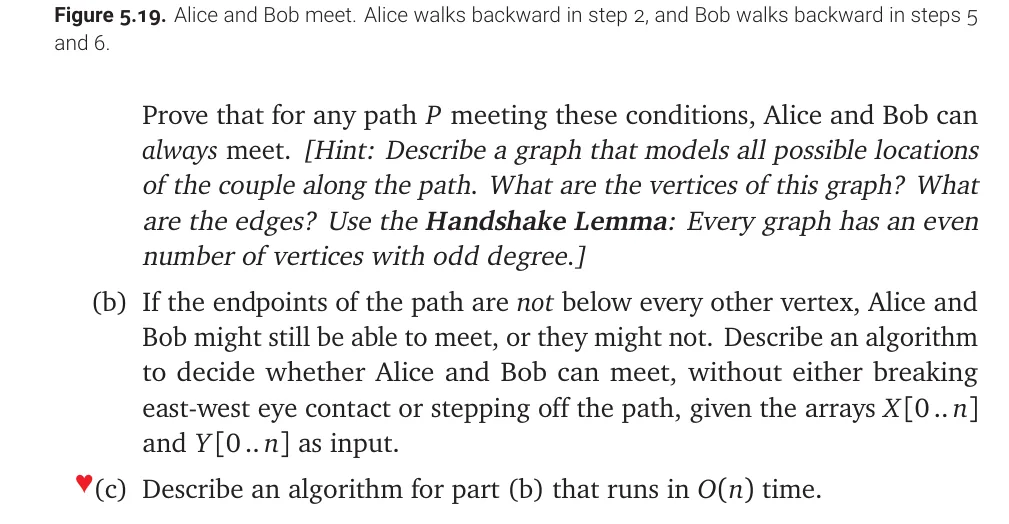 Figure 5.19. Alice and Bob meet. Alice walks backward in step 2, and Bob walks backward in steps 5
and 6.
Prove that for any path P meeting these conditions, Alice and Bob can
always meet. [Hint: Describe a graph that models all possible locations
of the couple along the path. What are the vertices of this graph? What
are the edges? Use the Handshake Lemma: Every graph has an even
number of vertices with odd degree.]
(b) If the endpoints of the path are not below every other vertex, Alice and
Bob might still be able to meet, or they might not. Describe an algorithm
to decide whether Alice and Bob can meet, without either breaking
east-west eye contact or stepping off the path, given the arrays X[0..n]
and Y[0..n] as input.
♥(c) Describe an algorithm for part (b) that runs in O(n) time.